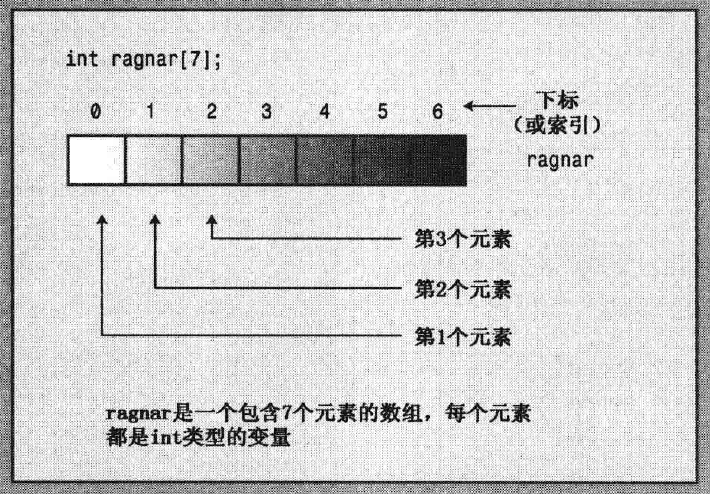 int ragnar[7];
0 1 2 3 4 5 6
下标
（或索引）
ragnar
第3个元素
第2个元素
第1个元素
ragnar是一个包含7个元素的数组，每个元素
都是int类型的变量